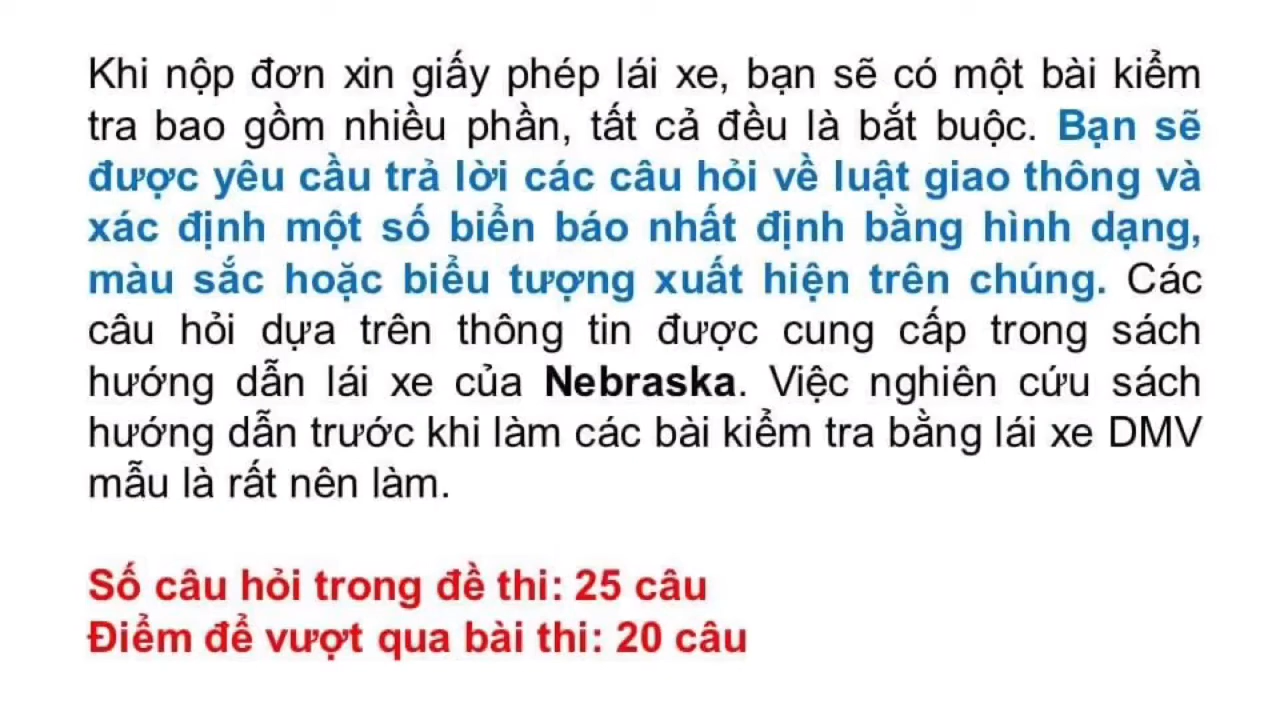 Khi nộp đơn xin giấy phép lái xe, bạn sẽ có một bài kiểm
tra bao gồm nhiều phần, tất cả đều là bắt buộc. Bạn sẽ
được yêu cầu trả lời các câu hỏi về luật giao thông và
xác định một số biển báo nhất định bằng hình dạng,
màu sắc hoặc biểu tượng xuất hiện trên chúng. Các
câu hỏi dựa trên thông tin được cung cấp trong sách
hướng dẫn lái xe của Nebraska. Việc nghiên cứu sách
hướng dẫn trước khi làm các bài kiểm tra bằng lái xe DMV
mẫu là rất nên làm.
Số câu hỏi trong đề thi: 25 câu
Điểm để vượt qua bài thi: 20 câu